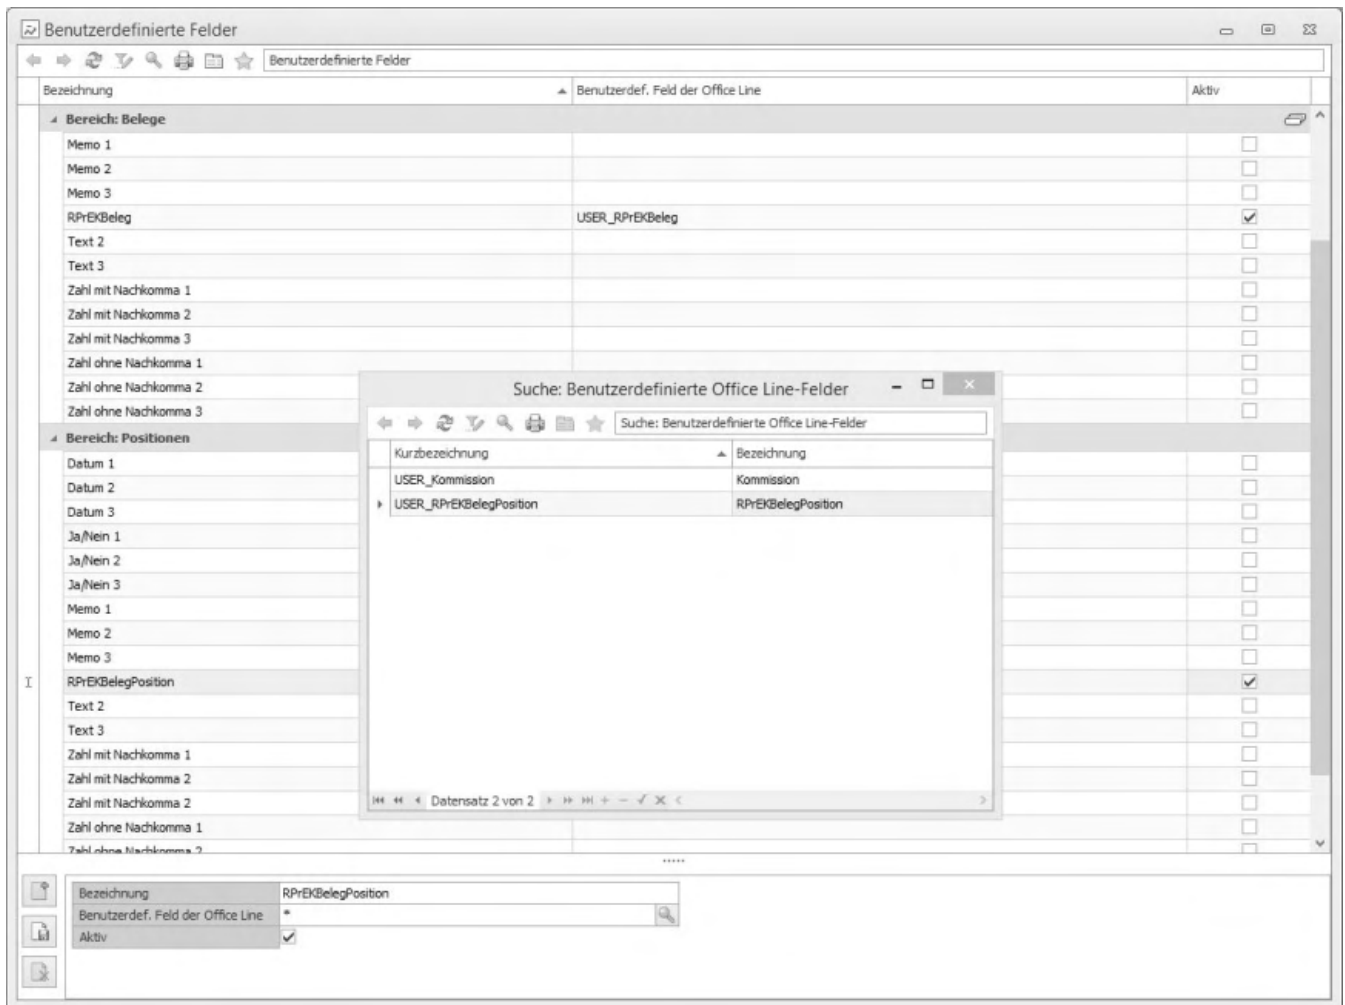 Benutzerdefinierte Felder
Benutzerdefinierte Felder
Bezeichnung Benutzerdef. Feld der Office Line Aktiv
Bereich: Belege
Memo 1
Memo 2
Memo 3
RPrEKBeleg USER_RPrEKBeleg
Text 2
Text 3
Zahl mit Nachkomma 1
Zahl mit Nachkomma 2
Zahl mit Nachkomma 3
Zahl ohne Nachkomma 1
Zahl ohne Nachkomma 2
Zahl ohne Nachkomma 3
Bereich: Positionen
Datum 1
Datum 2
Datum 3
Ja/Nein 1
Ja/Nein 2
Ja/Nein 3
Memo 1
Memo 2
Memo 3
RPrEKBelegPosition
Text 2
Text 3
Zahl mit Nachkomma 1
Zahl mit Nachkomma 2
Zahl mit Nachkomma 2
Zahl ohne Nachkomma 1
Zahl ohne Nachkomma 2
Suche: Benutzerdefinierte Office Line-Felder
Suche: Benutzerdefinierte Office Line-Felder
Kurzbezeichnung Bezeichnung
USER_Kommission Kommission
USER_RPrEKBelegPosition RPrEKBelegPosition
Datensatz 2 von 2
Bezeichnung RPrEKBelegPosition
Benutzerdef. Feld der Office Line *
Aktiv